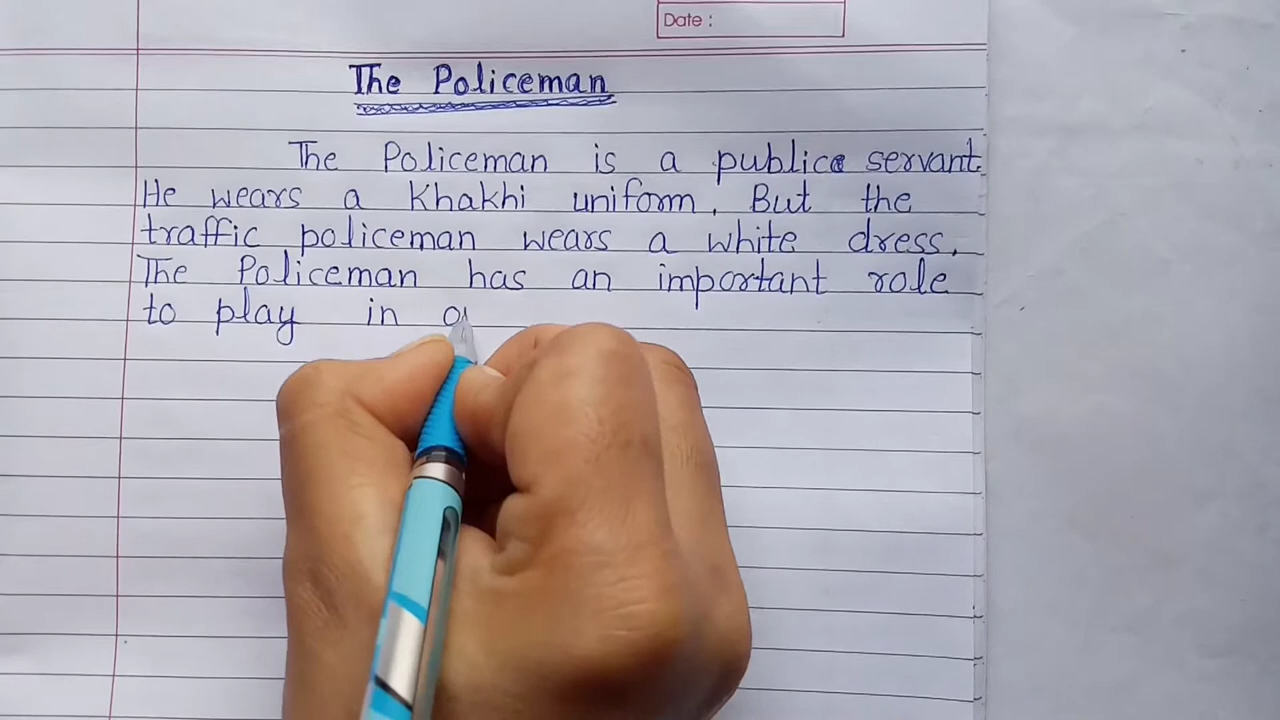 Date :
The Policeman
The Policeman is a public servant.
He wears a Khakhi uniform. But the
traffic policeman wears a white dress.
The Policeman has an important role
to play in